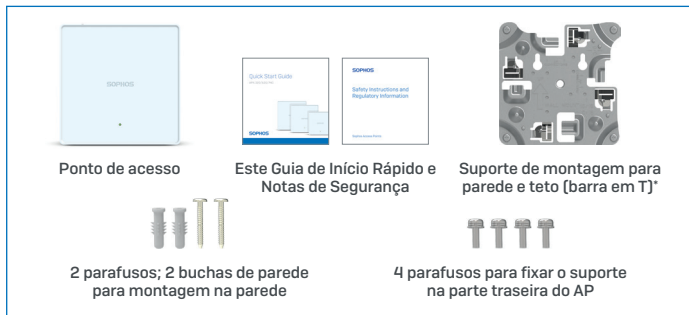 SOPHOS
Quick Start Guide
SOPHOS
SOPHOS
Safety Instructions and
Regulatory Information
Ponto de acesso
Este Guia de Início Rápido e
Notas de Segurança
Suporte de montagem para
parede e teto (barra em T)*
2 parafusos; 2 buchas de parede
para montagem na parede
4 parafusos para fixar o suporte
na parte traseira do AP